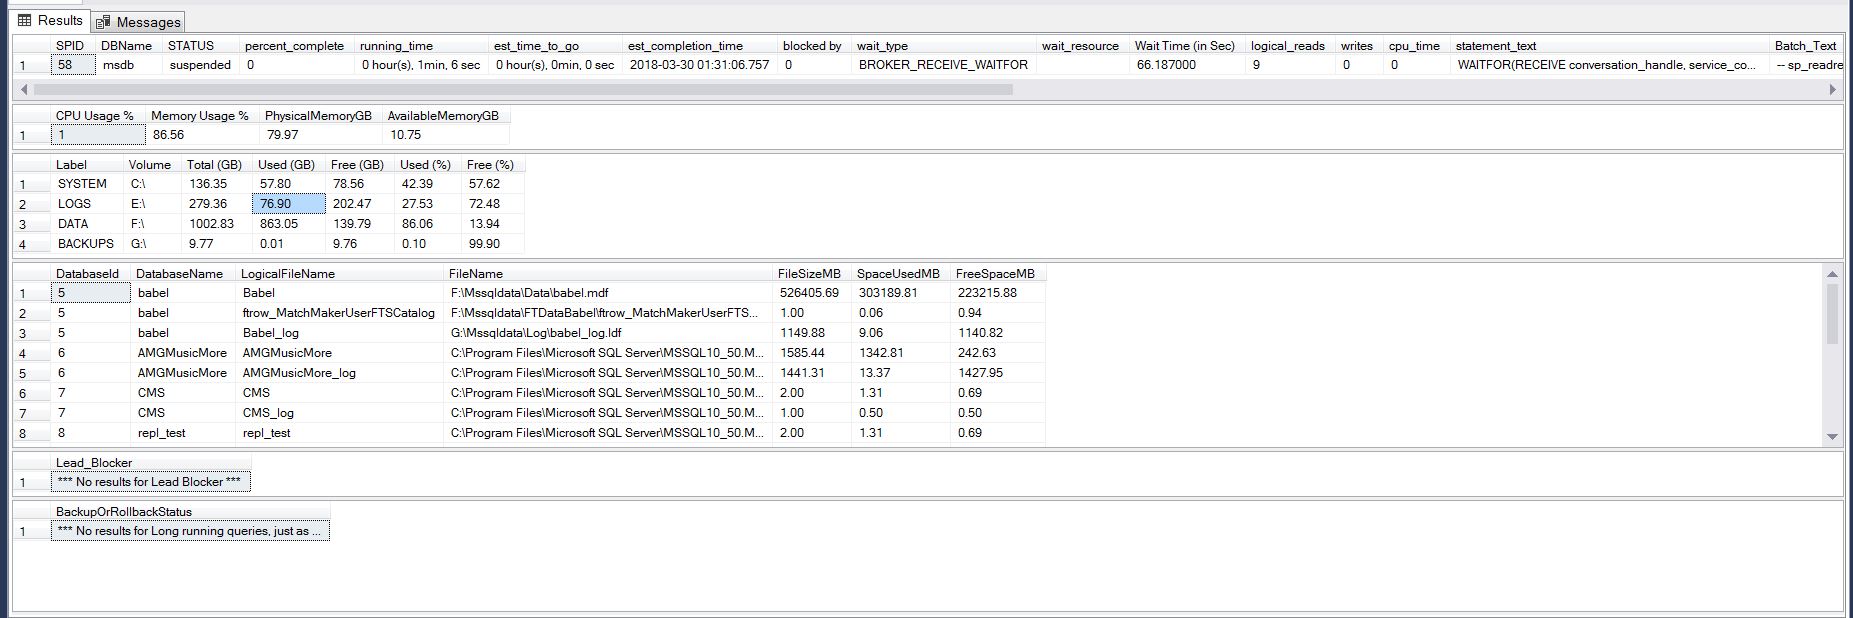 Results Messages
SPID DBName STATUS percent_complete running_time est_time_to_go est_completion_time blocked by wait_type wait_resource Wait Time (in Sec) logical_reads writes cpu_time statement_text Batch_Text
1 58 msdb suspended 0 0 hour(s), 1min, 6 sec 0 hour(s), 0min, 0 sec 2018-03-30 01:31:06.757 0 BROKER_RECEIVE_WAITFOR 66.187000 9 0 0 WAITFOR(RECEIVE conversation_handle, service_co... -- sp_readre
CPU Usage % Memory Usage % PhysicalMemoryGB AvailableMemoryGB
1 1 86.56 79.97 10.75
Label Volume Total (GB) Used (GB) Free (GB) Used (%) Free (%)
1 SYSTEM C:\ 136.35 57.80 78.56 42.39 57.62
2 LOGS E:\ 279.36 76.90 202.47 27.53 72.48
3 DATA F:\ 1002.83 863.05 139.79 86.06 13.94
4 BACKUPS G:\ 9.77 0.01 9.76 0.10 99.90
DatabaseId DatabaseName LogicalFileName FileName FileSizeMB SpaceUsedMB FreeSpaceMB
1 5 babel Babel F:\Mssqldata\Data\babel.mdf 526405.69 303189.81 223215.88
2 5 babel ftrow_MatchMakerUserFTSCatalog F:\Mssqldata\FTDataBabel\ftrow_MatchMakerUserFTS... 1.00 0.06 0.94
3 5 babel Babel_log G:\Mssqldata\Log\babel_log.ldf 1149.88 9.06 1140.82
4 6 AMGMusicMore AMGMusicMore C:\Program Files\Microsoft SQL Server\MSSQL10_50.M... 1585.44 1342.81 242.63
5 6 AMGMusicMore AMGMusicMore_log C:\Program Files\Microsoft SQL Server\MSSQL10_50.M... 1441.31 13.37 1427.95
6 7 CMS CMS C:\Program Files\Microsoft SQL Server\MSSQL10_50.M... 2.00 1.31 0.69
7 7 CMS CMS_log C:\Program Files\Microsoft SQL Server\MSSQL10_50.M... 1.00 0.50 0.50
8 8 repl_test repl_test C:\Program Files\Microsoft SQL Server\MSSQL10_50.M... 2.00 1.31 0.69
Lead_Blocker
1 *** No results for Lead Blocker ***
BackupOrRollbackStatus
1 *** No results for Long running queries, just as ...